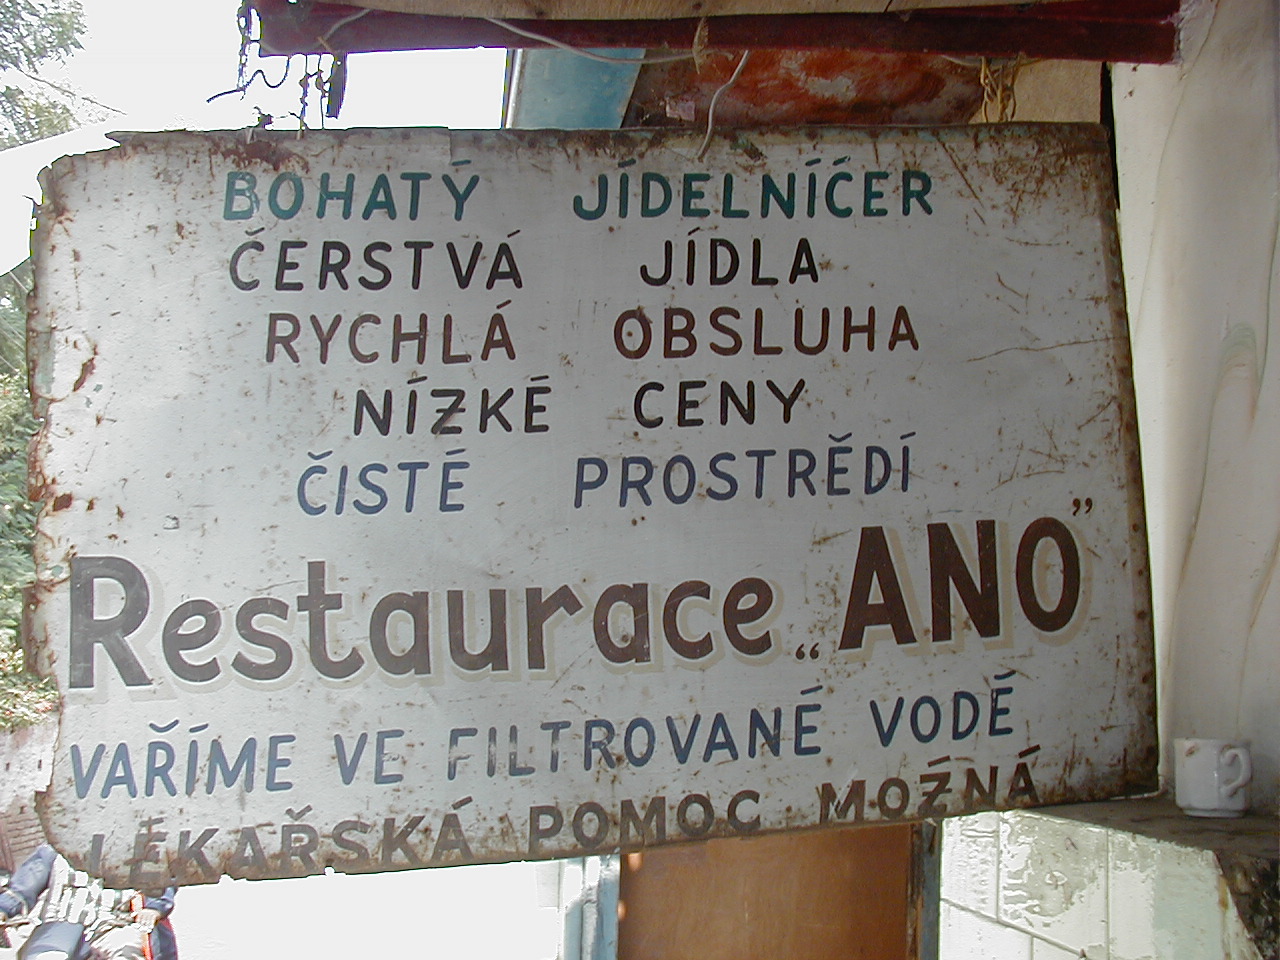 BOHATÝ JÍDELNÍČER
ČERSTVÁ JÍDLA
RYCHLÁ OBSLUHA
NÍZKÉ CENY
ČISTÉ PROSTŘEDÍ
Restaurace „ANO”
VAŘÍME VE FILTROVANÉ VODĚ
LÉKAŘSKÁ POMOC MOŽNÁ